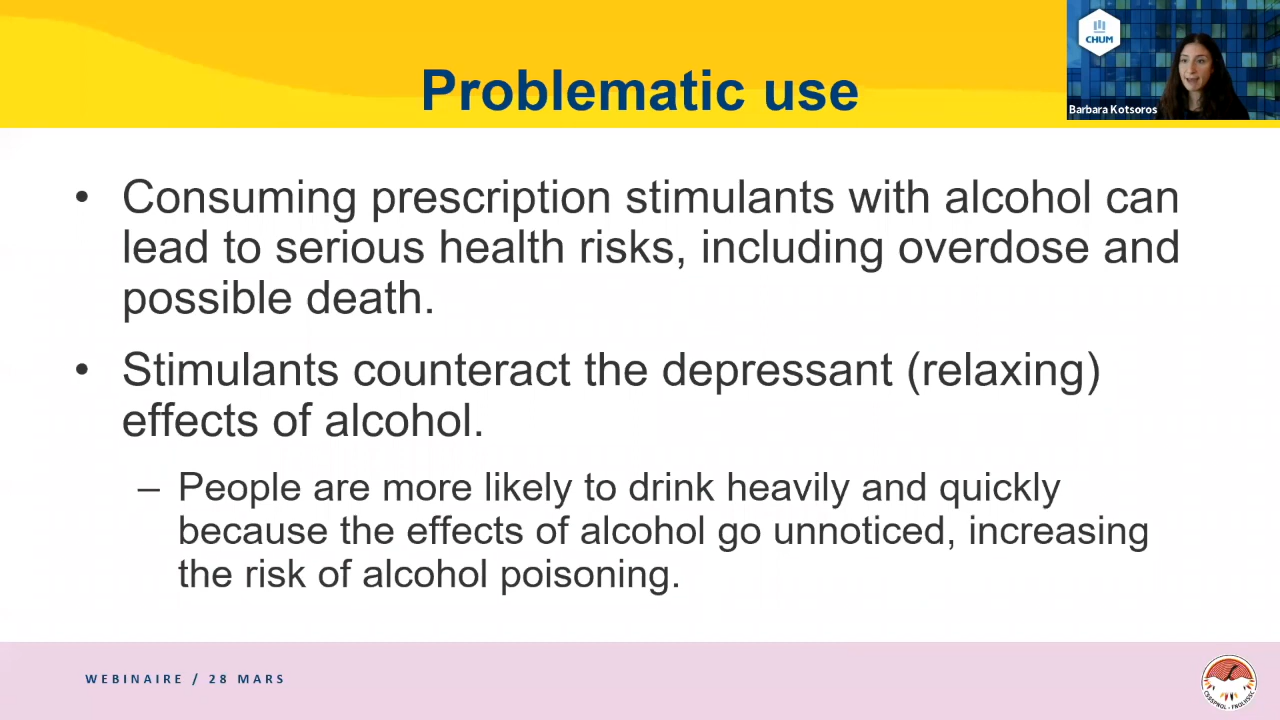 Problematic use
CHUM
Barbara Kotsoros
• Consuming prescription stimulants with alcohol can
lead to serious health risks, including overdose and
possible death.
• Stimulants counteract the depressant (relaxing)
effects of alcohol.
– People are more likely to drink heavily and quickly
because the effects of alcohol go unnoticed, increasing
the risk of alcohol poisoning.
WEBINAIRE / 28 MARS
CSSSPNQL - FNQLHSSC